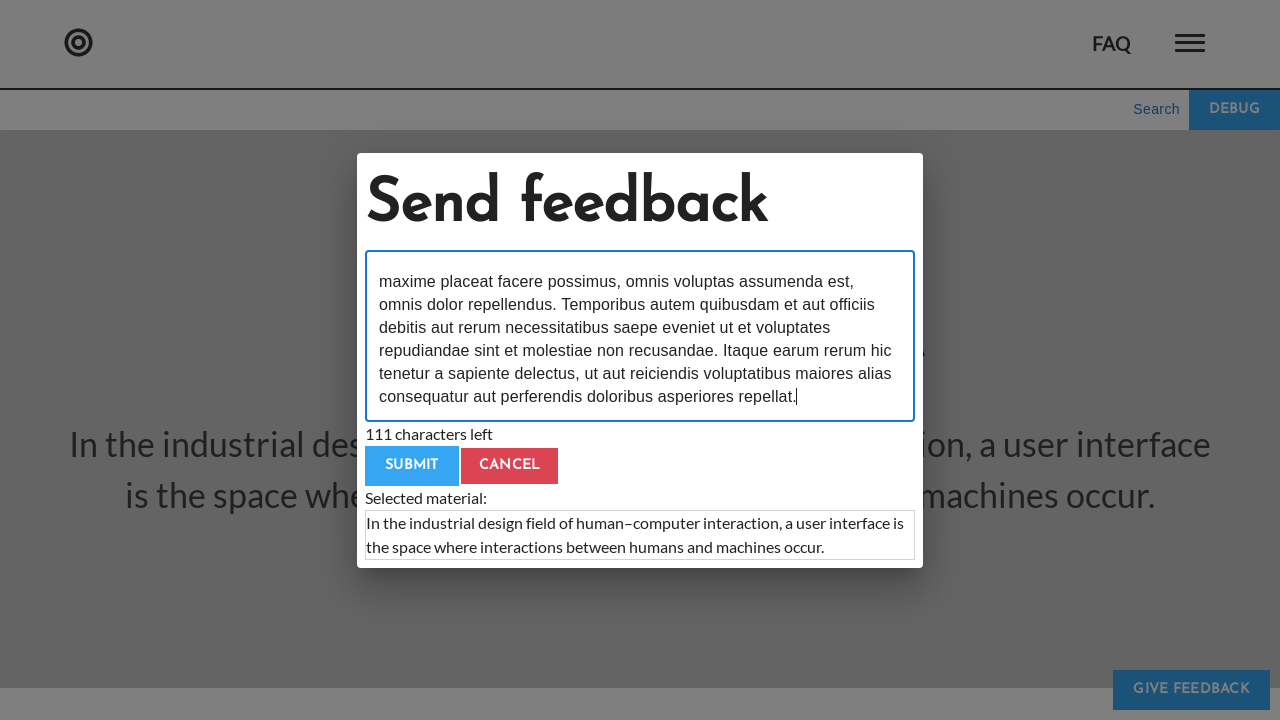 FAQ
Search
DEBUG
Send feedback
maxime placeat facere possimus, omnis voluptas assumenda est,
omnis dolor repellendus. Temporibus autem quibusdam et aut officiis
debitis aut rerum necessitatibus saepe eveniet ut et voluptates
repudiandae sint et molestiae non recusandae. Itaque earum rerum hic
tenetur a sapiente delectus, ut aut reiciendis voluptatibus maiores alias
consequatur aut perferendis doloribus asperiores repellat.
111 characters left
SUBMIT CANCEL
Selected material:
In the industrial design field of human–computer interaction, a user interface is
the space where interactions between humans and machines occur.
In the industrial a user interface
is the space machines occur.
GIVE FEEDBACK